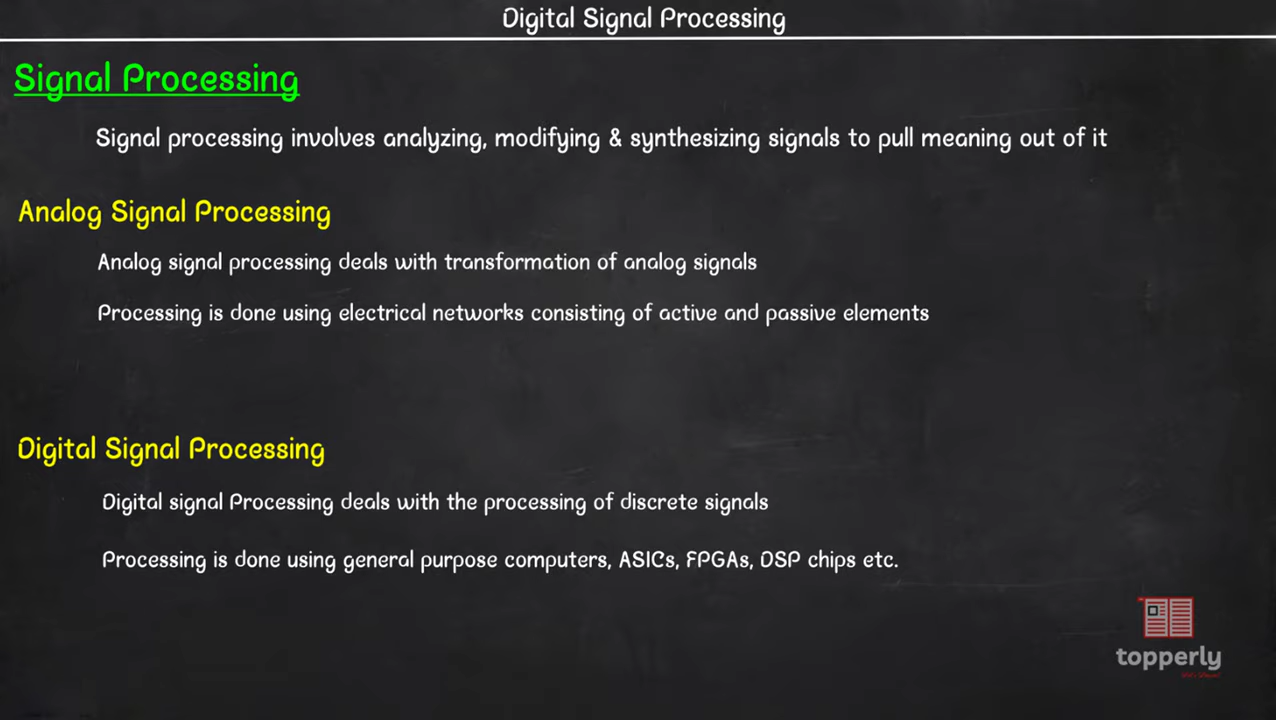 Digital Signal Processing
Signal Processing
Signal processing involves analyzing, modifying & synthesizing signals to pull meaning out of it
Analog Signal Processing
Analog signal processing deals with transformation of analog signals
Processing is done using electrical networks consisting of active and passive elements
Digital Signal Processing
Digital signal Processing deals with the processing of discrete signals
Processing is done using general purpose computers, ASICs, FPGAs, DSP chips etc.
topperly